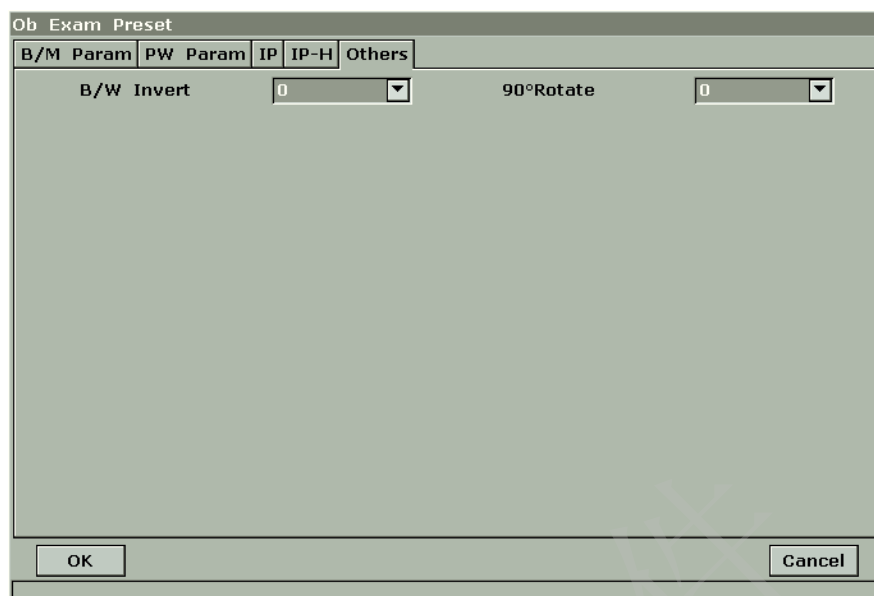 Ob Exam Preset
B/M Param PW Param IP IP-H Others
B/W Invert 0 90°Rotate 0
OK Cancel